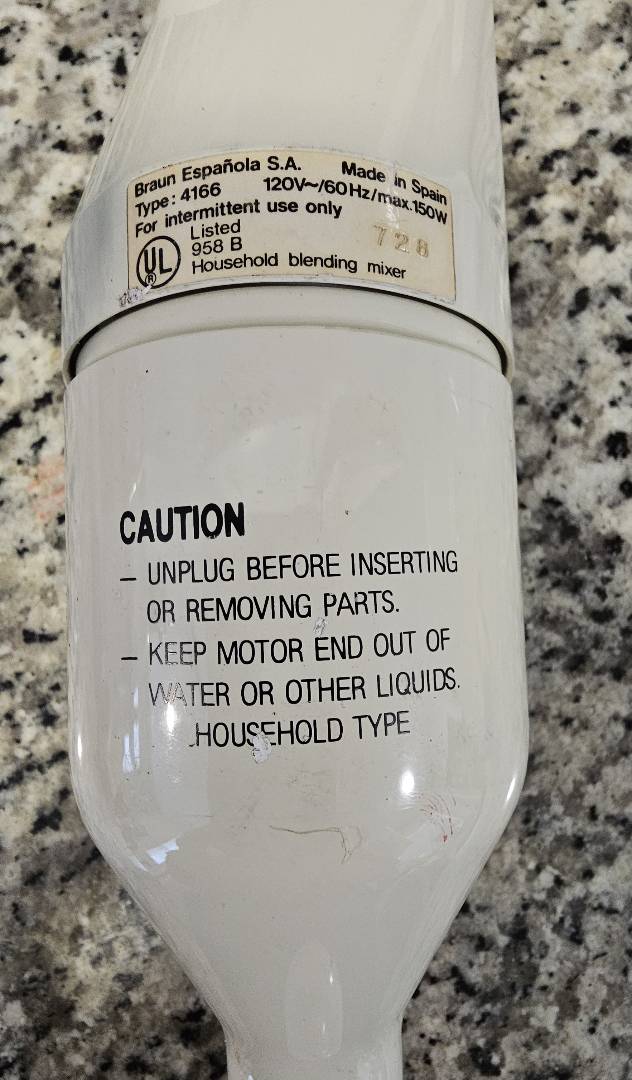 Braun Española S.A. Made in Spain
Type: 4166 120V~/60Hz/max.150W
For intermittent use only
728
UL ® Listed
958 B
Household blending mixer
CAUTION
– UNPLUG BEFORE INSERTING
OR REMOVING PARTS.
– KEEP MOTOR END OUT OF
WATER OR OTHER LIQUIDS.
HOUSEHOLD TYPE